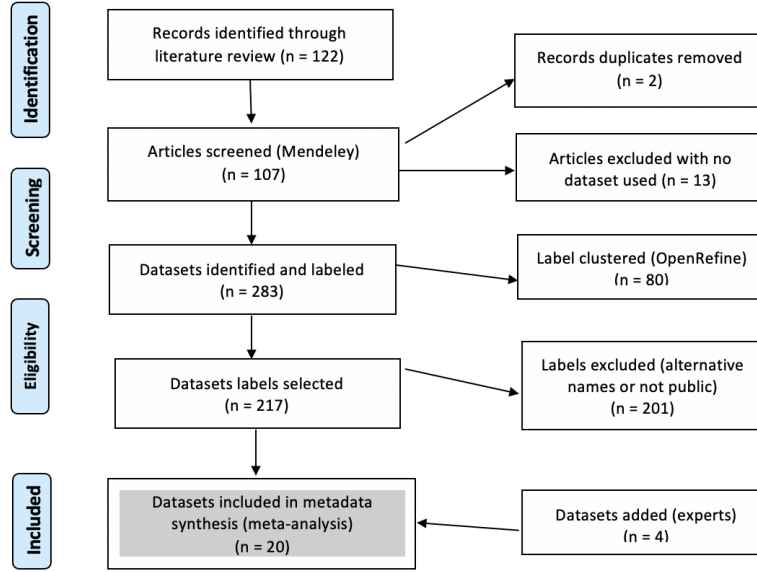 Identification
Records identified through
literature review (n = 122)
Records duplicates removed
(n = 2)
Articles screened (Mendeley)
(n = 107)
Articles excluded with no
dataset used (n = 13)
Screening
Datasets identified and labeled
(n = 283)
Label clustered (OpenRefine)
(n = 80)
Eligibility
Datasets labels selected
(n = 217)
Labels excluded (alternative
names or not public)
(n = 201)
Included
Datasets included in metadada
synthesis (meta-analysis)
(n = 20)
Datasets added (experts)
(n = 4)